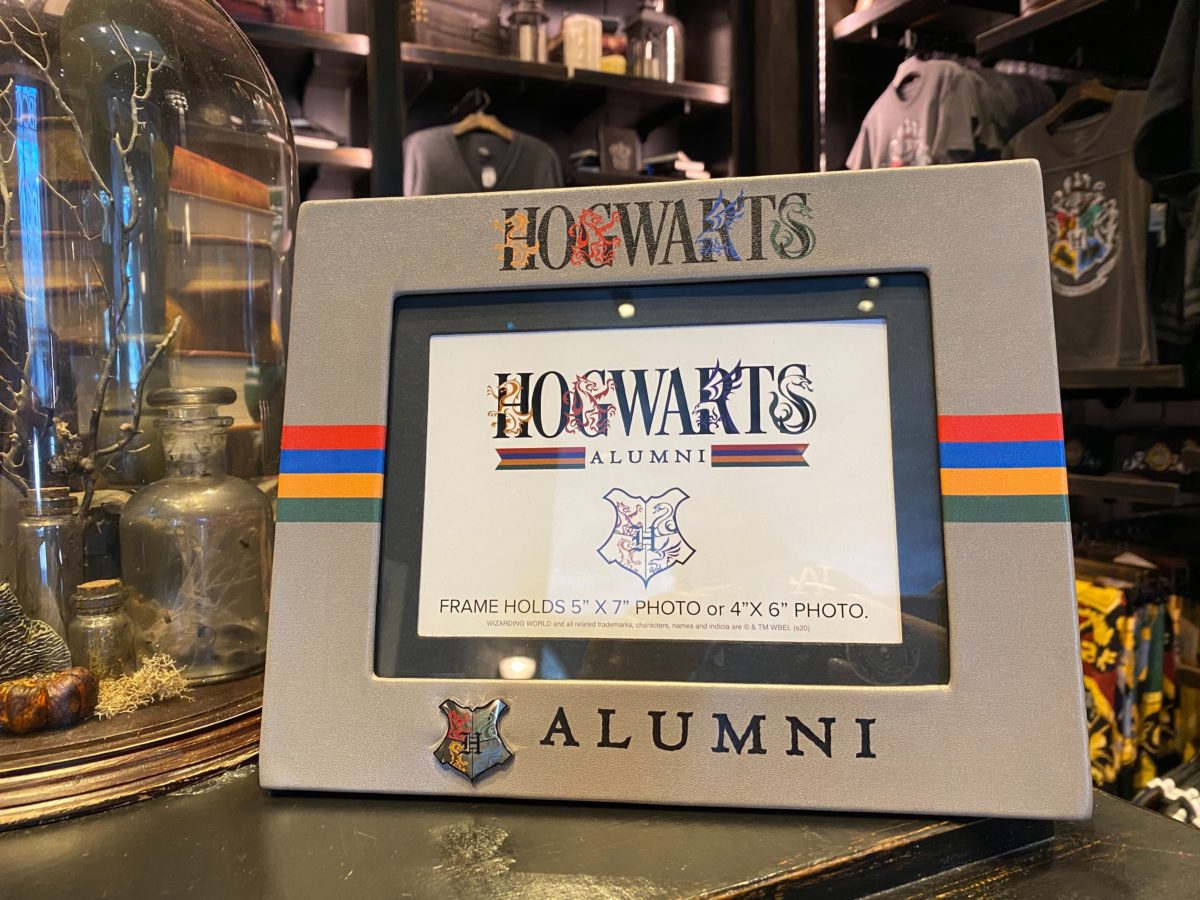 HOGWARTS
HOGWARTS
ALUMNI
H
FRAME HOLDS 5” X 7” PHOTO or 4”X 6” PHOTO.
WIZARDING WORLD and all related trademarks, characters, names and indicia are © & TM WBEI. (s20)
H
ALUMNI
H